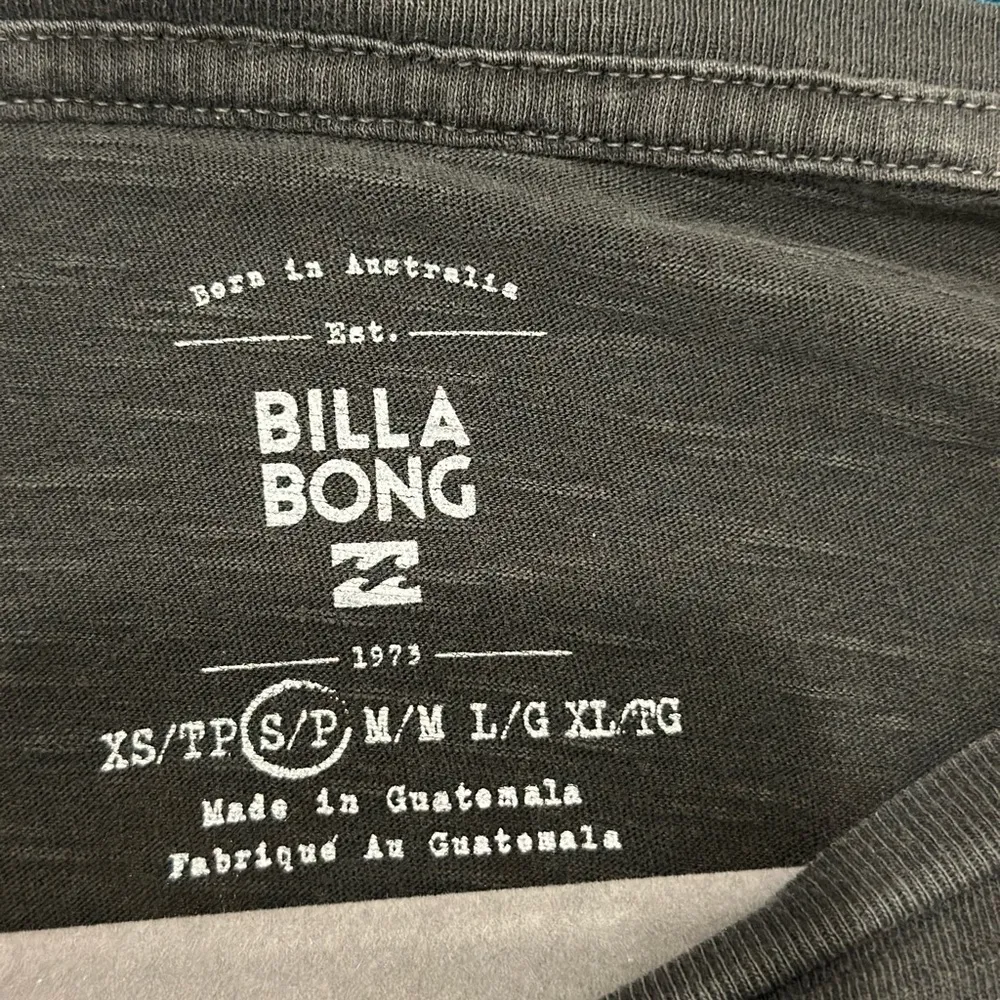 Born in Australia
Est.
BILLA
BONG
1973
XS/TP S/P M/M L/G XL/TG
Made in Guatemala
Fabriqué Au Guatemala